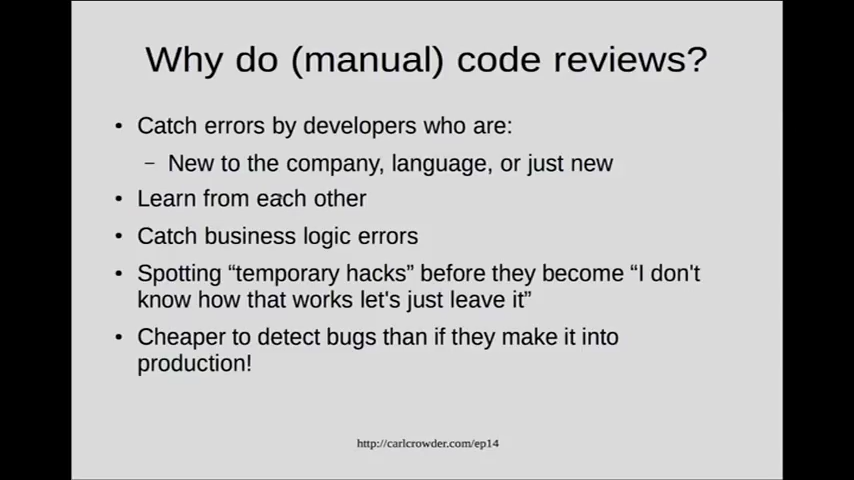 Why do (manual) code reviews?
• Catch errors by developers who are:
– New to the company, language, or just new
• Learn from each other
• Catch business logic errors
• Spotting “temporary hacks” before they become “I don't
know how that works let's just leave it”
• Cheaper to detect bugs than if they make it into
production!
http://carlcrowder.com/ep14